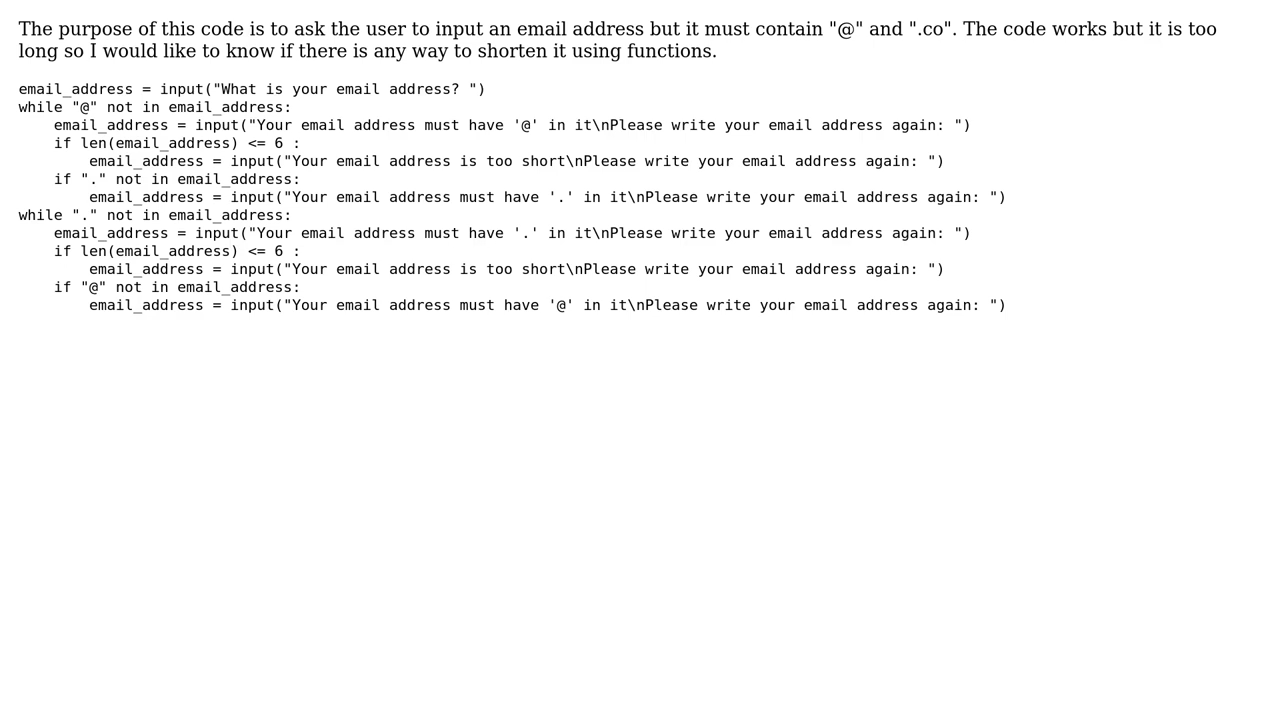 The purpose of this code is to ask the user to input an email address but it must contain "@" and ".co". The code works but it is too
long so I would like to know if there is any way to shorten it using functions.
email_address = input("What is your email address? ")
while "@" not in email_address:
    email_address = input("Your email address must have '@' in it\nPlease write your email address again: ")
    if len(email_address) <= 6 :
        email_address = input("Your email address is too short\nPlease write your email address again: ")
    if "." not in email_address:
        email_address = input("Your email address must have '.' in it\nPlease write your email address again: ")
while "." not in email_address:
    email_address = input("Your email address must have '.' in it\nPlease write your email address again: ")
    if len(email_address) <= 6 :
        email_address = input("Your email address is too short\nPlease write your email address again: ")
    if "@" not in email_address:
        email_address = input("Your email address must have '@' in it\nPlease write your email address again: ")